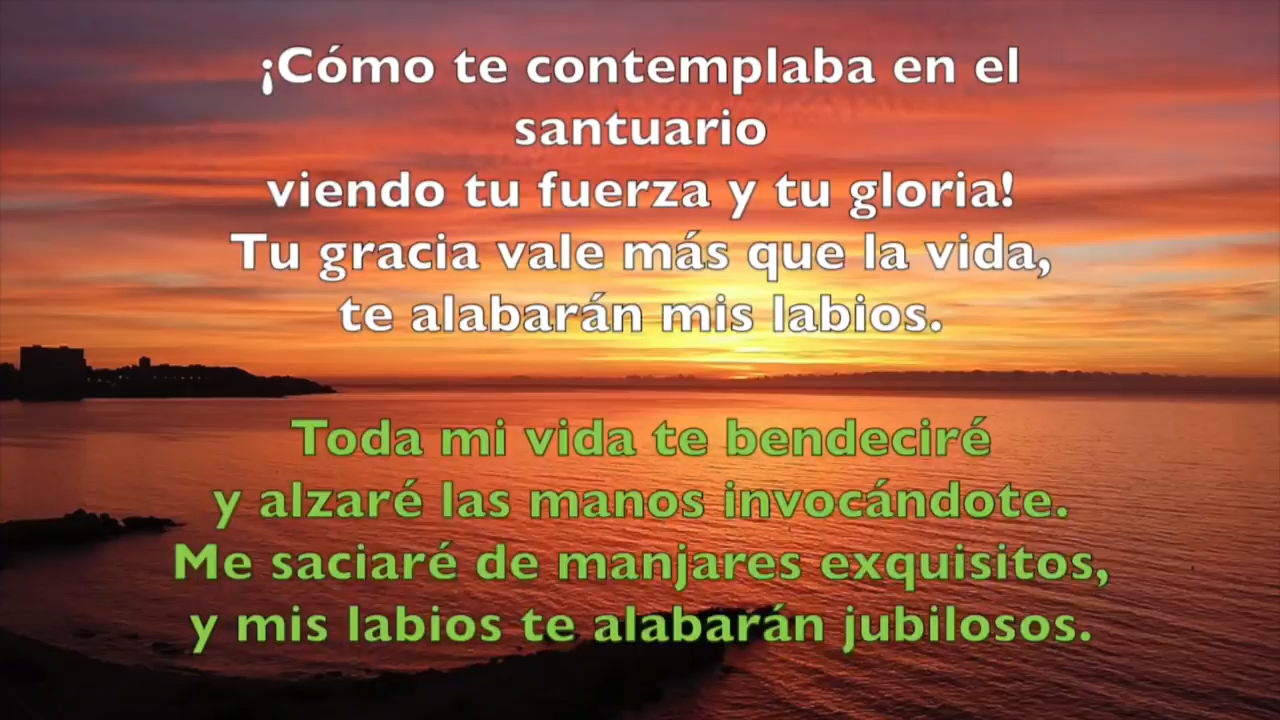 ¡Cómo te contemplaba en el
santuario
viendo tu fuerza y tu gloria!
Tu gracia vale más que la vida,
te alabarán mis labios.
Toda mi vida te bendeciré
y alzaré las manos invocándote.
Me saciaré de manjares exquisitos,
y mis labios te alabarán jubilosos.